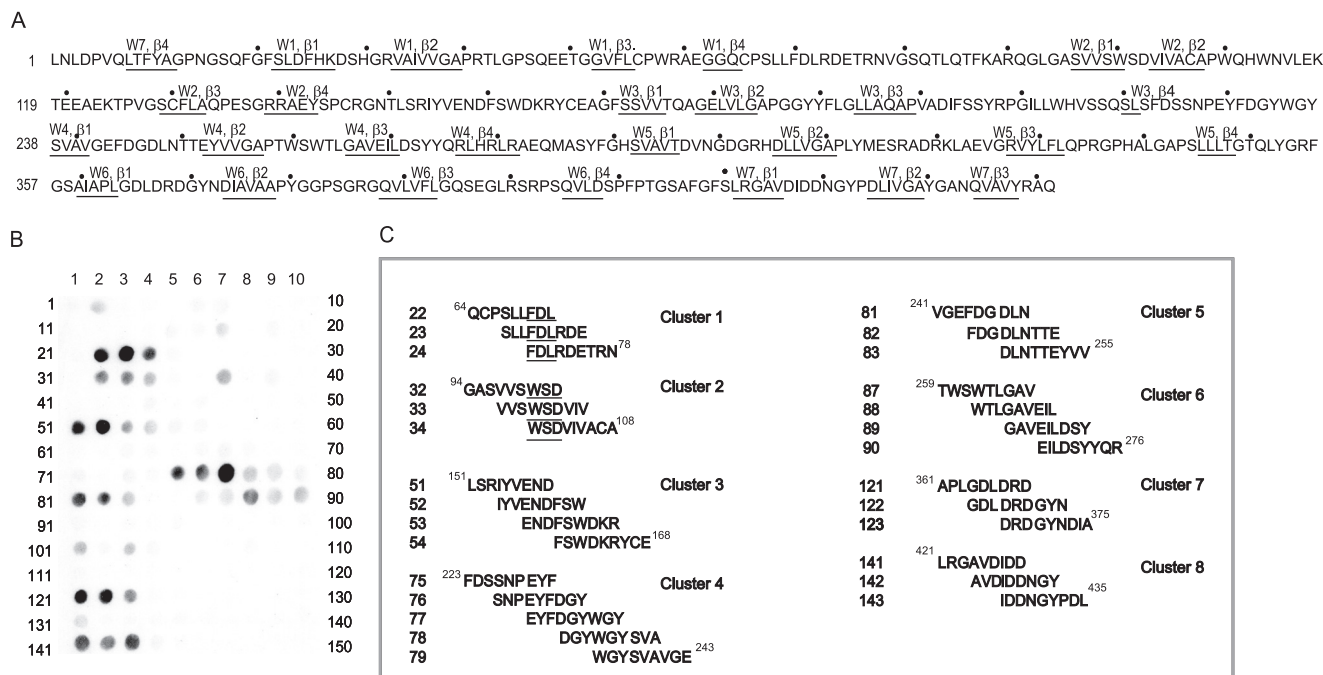 A
W7, β4 W1, β1 W1, β2 W1, β3 W1, β4 W2, β1 W2, β2
1 LNLDPVQLTFYAGPNGSQFGFSLDFHKDSHGRVAIVVGAPRTLGPSQEETGGVFLCPWRAEGGQCPSLLFDLRDETRNVGSQTLQTFKARQGLGASVVSWSDVIVACAPWQHWNVLEK
W2, β3 W2, β4 W3, β1 W3, β2 W3, β3 W3, β4
119 TEEAEKTPVGSCFLAQPESGRRAEYSPCRGNTLSRIYVENDFSWDKRYCEAGFSSVVTQAGELVLGAPGGYYFLGLLAQAPVADIFSSYRPGILLWHVSSQSLSFDSSNPEYFDGYWGY
W4, β1 W4, β2 W4, β3 W4, β4 W5, β1 W5, β2 W5, β3 W5, β4
238 SVAVGEFDGDLNTTEYVVGAPTWSWTLGAVEILDSYYQRLHRLRAEQMASYFGHSVAVTDVNGDGRHDLLVGAPLYMESRADRKLAEVGRVYLFLQPRGPHALGAPSLLLTGTQLYGRF
W6, β1 W6, β2 W6, β3 W6, β4 W7, β1 W7, β2 W7, β3
357 GSAIAPLGDLDRDGYNDIAVAAPYGGPSGRGQVLVFLGQSEGLRSRPSQVLDSPFPTGSAFGFSLRGAVDIDDNGYPDLIVGAYGANQVAVYRAQ
B
1 2 3 4 5 6 7 8 9 10
1 10
11 20
21 30
31 40
41 50
51 60
61 70
71 80
81 90
91 100
101 110
111 120
121 130
131 140
141 150
C
22 64QCPSLLFDL Cluster 1
23 SLLFDLRDE
24 FDLRDETRN78
32 94GASVVSWSD Cluster 2
33 VVSWSDVIV
34 WSDVIVACA108
51 151LSRIYVEND Cluster 3
52 IYVENDFSW
53 ENDFSWDKR
54 FSWDKRYCE168
75 223FDSSNPEYF Cluster 4
76 SNPEYFDGY
77 EYFDGYWGY
78 DGYWGYSVA
79 WGYSVAVGE243
81 241VGEFDGDLN Cluster 5
82 FDGDLNTTE
83 DLNTTEYVV255
87 259TWSWTLGAV Cluster 6
88 WTLGAVEIL
89 GAVEILDSY
90 EILDSYYQR276
121 361APLGDLDRD Cluster 7
122 GDLDRDGYN
123 DRDGYNDIA375
141 421LRGAVDIDD Cluster 8
142 AVDIDDNGY
143 IDDNGYPDL435